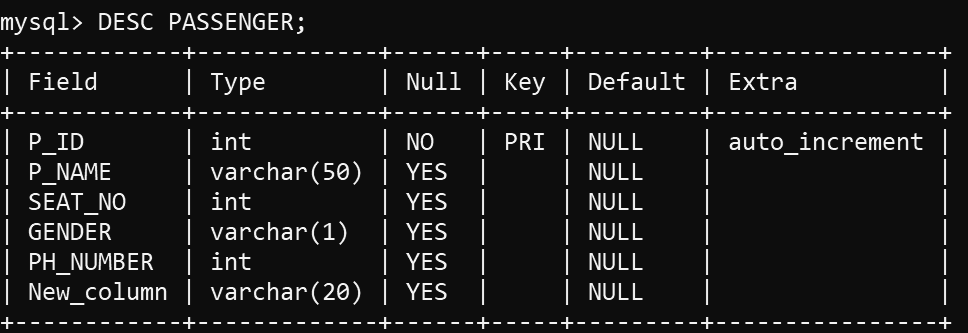 mysql> DESC PASSENGER;
+------------+-------------+------+-----+---------+----------------+
| Field      | Type        | Null | Key | Default | Extra          |
+------------+-------------+------+-----+---------+----------------+
| P_ID       | int         | NO   | PRI | NULL    | auto_increment |
| P_NAME     | varchar(50) | YES  |     | NULL    |                |
| SEAT_NO    | int         | YES  |     | NULL    |                |
| GENDER     | varchar(1)  | YES  |     | NULL    |                |
| PH_NUMBER  | int         | YES  |     | NULL    |                |
| New_column | varchar(20) | YES  |     | NULL    |                |
+------------+-------------+------+-----+---------+----------------+